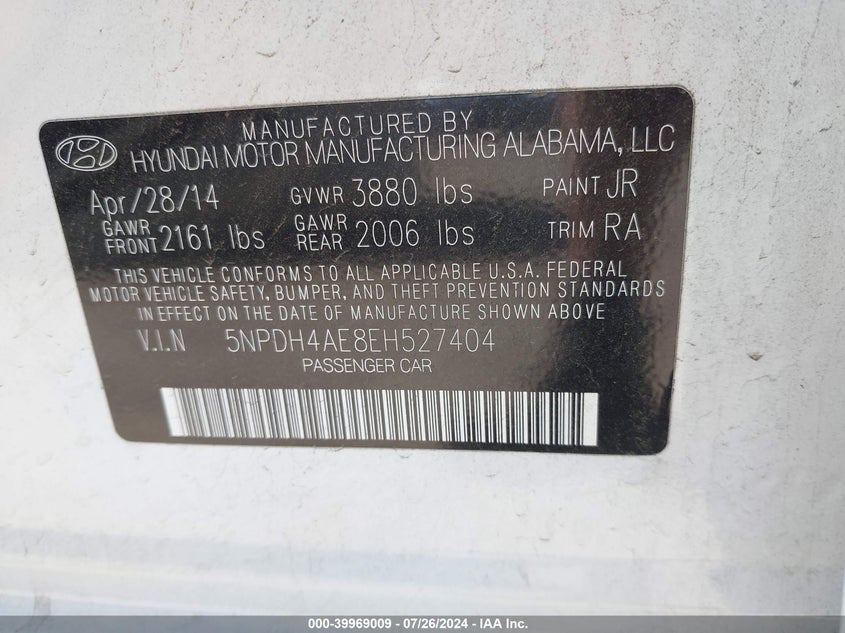 MANUFACTURED BY
HYUNDAI MOTOR MANUFACTURING ALABAMA, LLC
Apr/28/14 GVWR 3880 lbs PAINT JR
GAWR FRONT 2161 lbs GAWR REAR 2006 lbs TRIM RA
THIS VEHICLE CONFORMS TO ALL APPLICABLE U.S.A. FEDERAL
MOTOR VEHICLE SAFETY, BUMPER, AND THEFT PREVENTION STANDARDS
IN EFFECT ON THE DATE OF MANUFACTURE SHOWN ABOVE
V.I.N 5NPDH4AE8EH527404
PASSENGER CAR
000-39969009 | 07/26/2024 - IAA Inc.